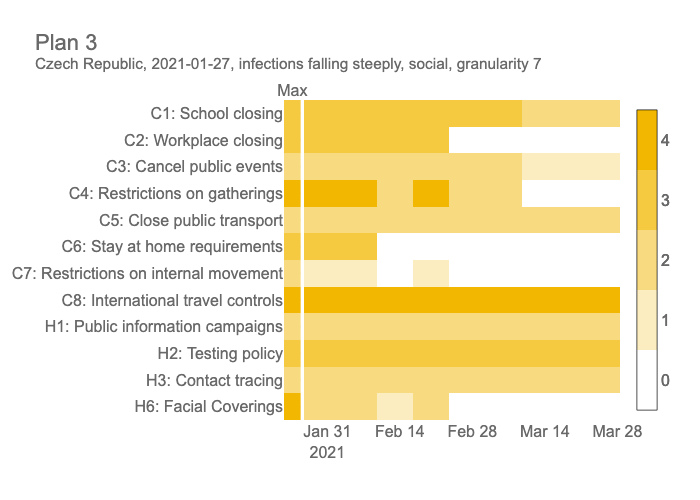 Plan 3
Czech Republic, 2021-01-27, infections falling steeply, social, granularity 7
Max
C1: School closing
C2: Workplace closing
C3: Cancel public events
C4: Restrictions on gatherings
C5: Close public transport
C6: Stay at home requirements
C7: Restrictions on internal movement
C8: International travel controls
H1: Public information campaigns
H2: Testing policy
H3: Contact tracing
H6: Facial Coverings
4
3
2
1
0
Jan 31 Feb 14 Feb 28 Mar 14 Mar 28
2021